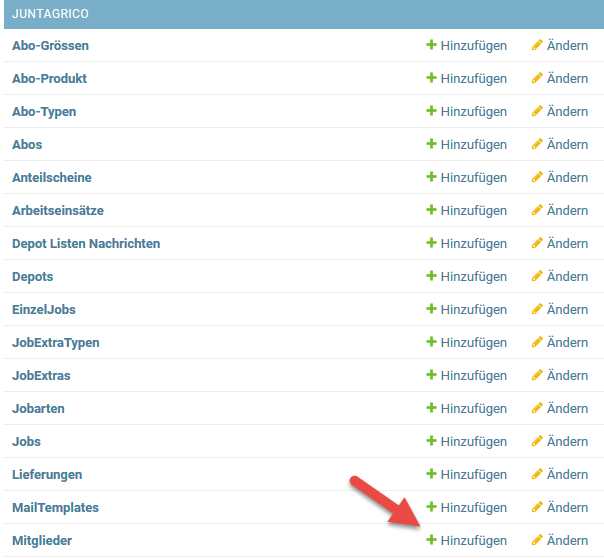 JUNTAGRICO
Abo-Grössen Hinzufügen Ändern
Abo-Produkt Hinzufügen Ändern
Abo-Typen Hinzufügen Ändern
Abos Hinzufügen Ändern
Anteilscheine Hinzufügen Ändern
Arbeitseinsätze Hinzufügen Ändern
Depot Listen Nachrichten Hinzufügen Ändern
Depots Hinzufügen Ändern
EinzelJobs Hinzufügen Ändern
JobExtraTypen Hinzufügen Ändern
JobExtras Hinzufügen Ändern
Jobarten Hinzufügen Ändern
Jobs Hinzufügen Ändern
Lieferungen Hinzufügen Ändern
MailTemplates Hinzufügen Ändern
Mitglieder Hinzufügen Ändern